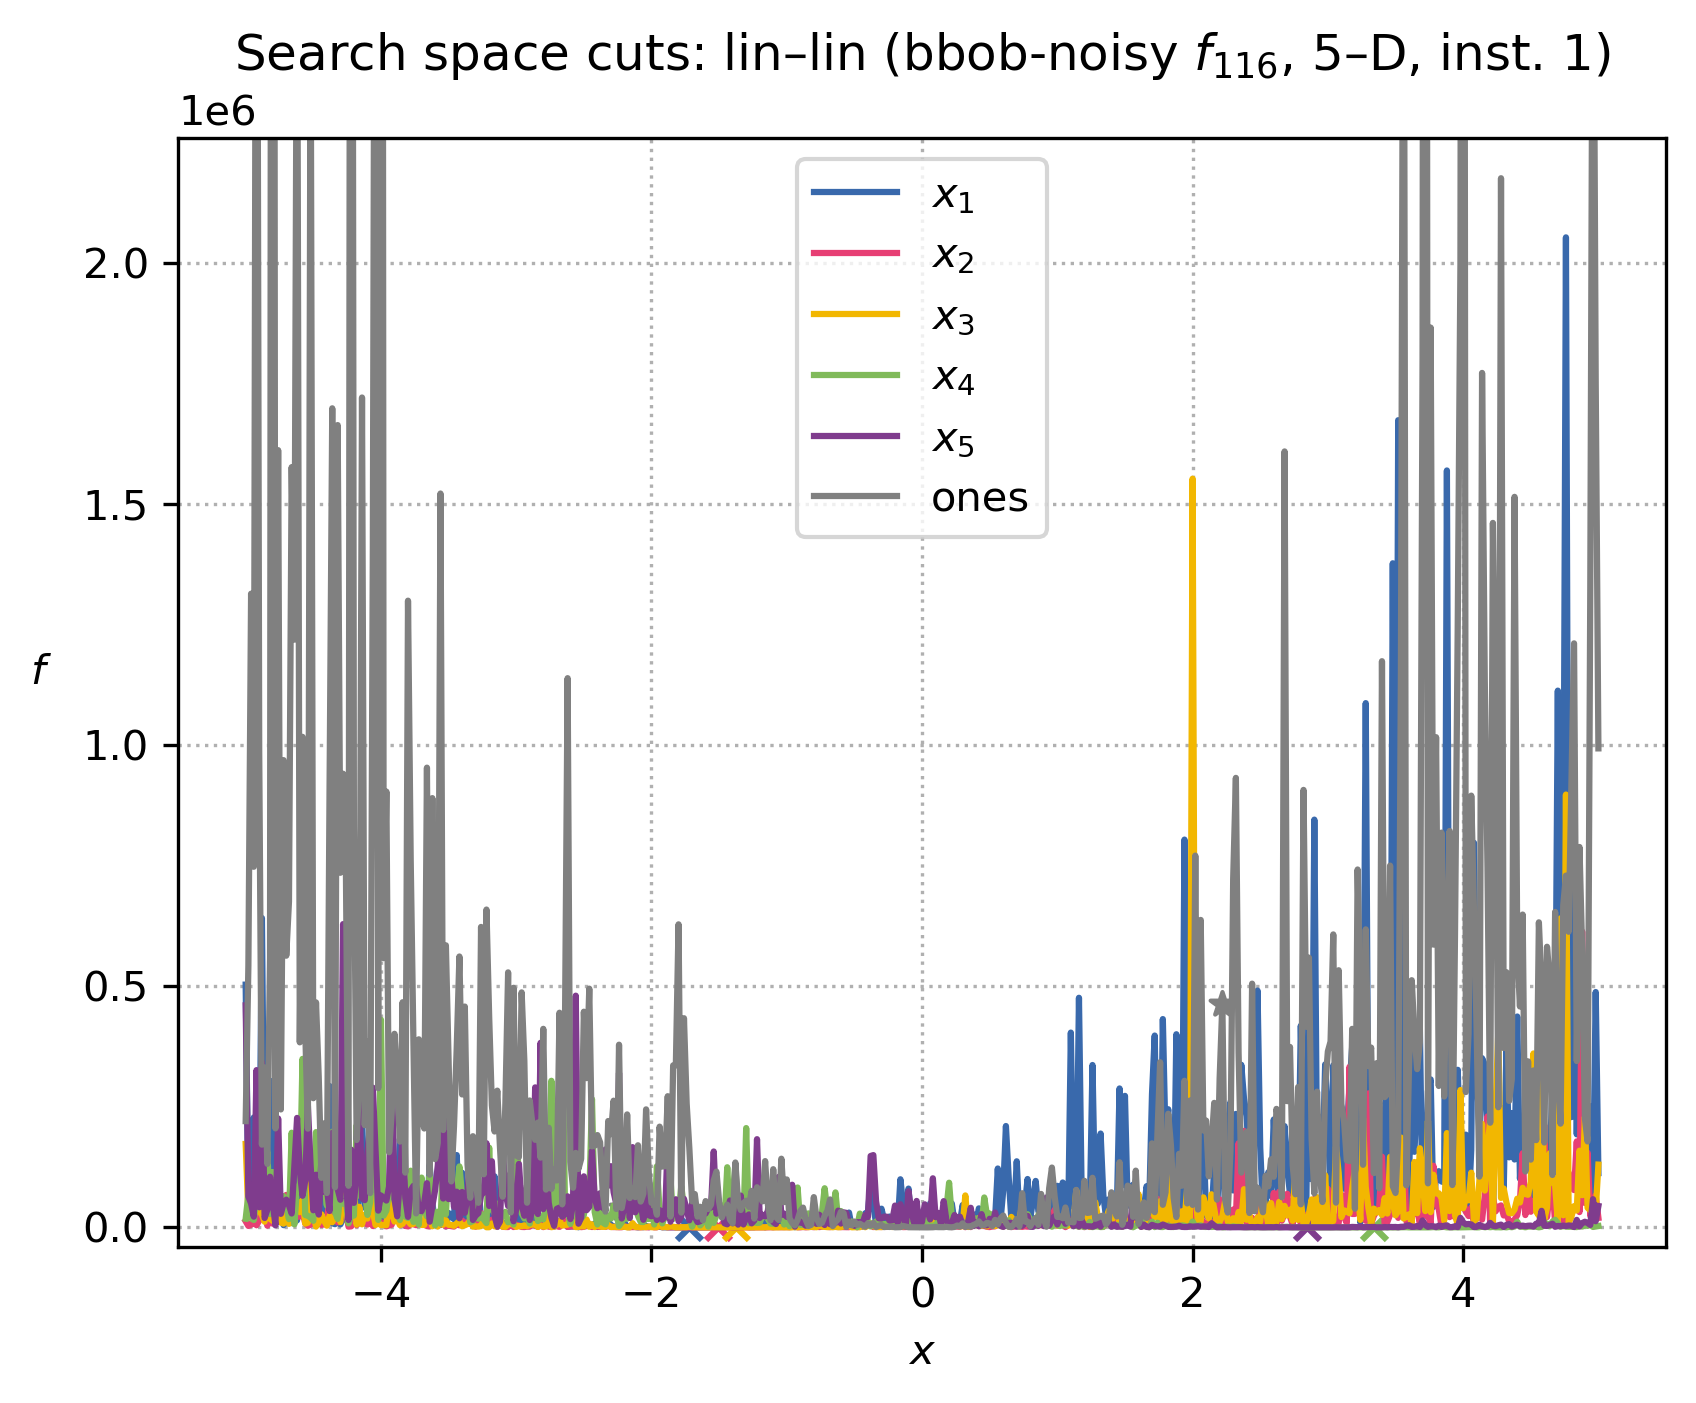 Search space cuts: lin–lin (bbob-noisy f₁₁₆, 5–D, inst. 1)
1e6
2.0
1.5
1.0
0.5
0.0
f
x₁
x₂
x₃
x₄
x₅
ones
−4
−2
0
2
4
x